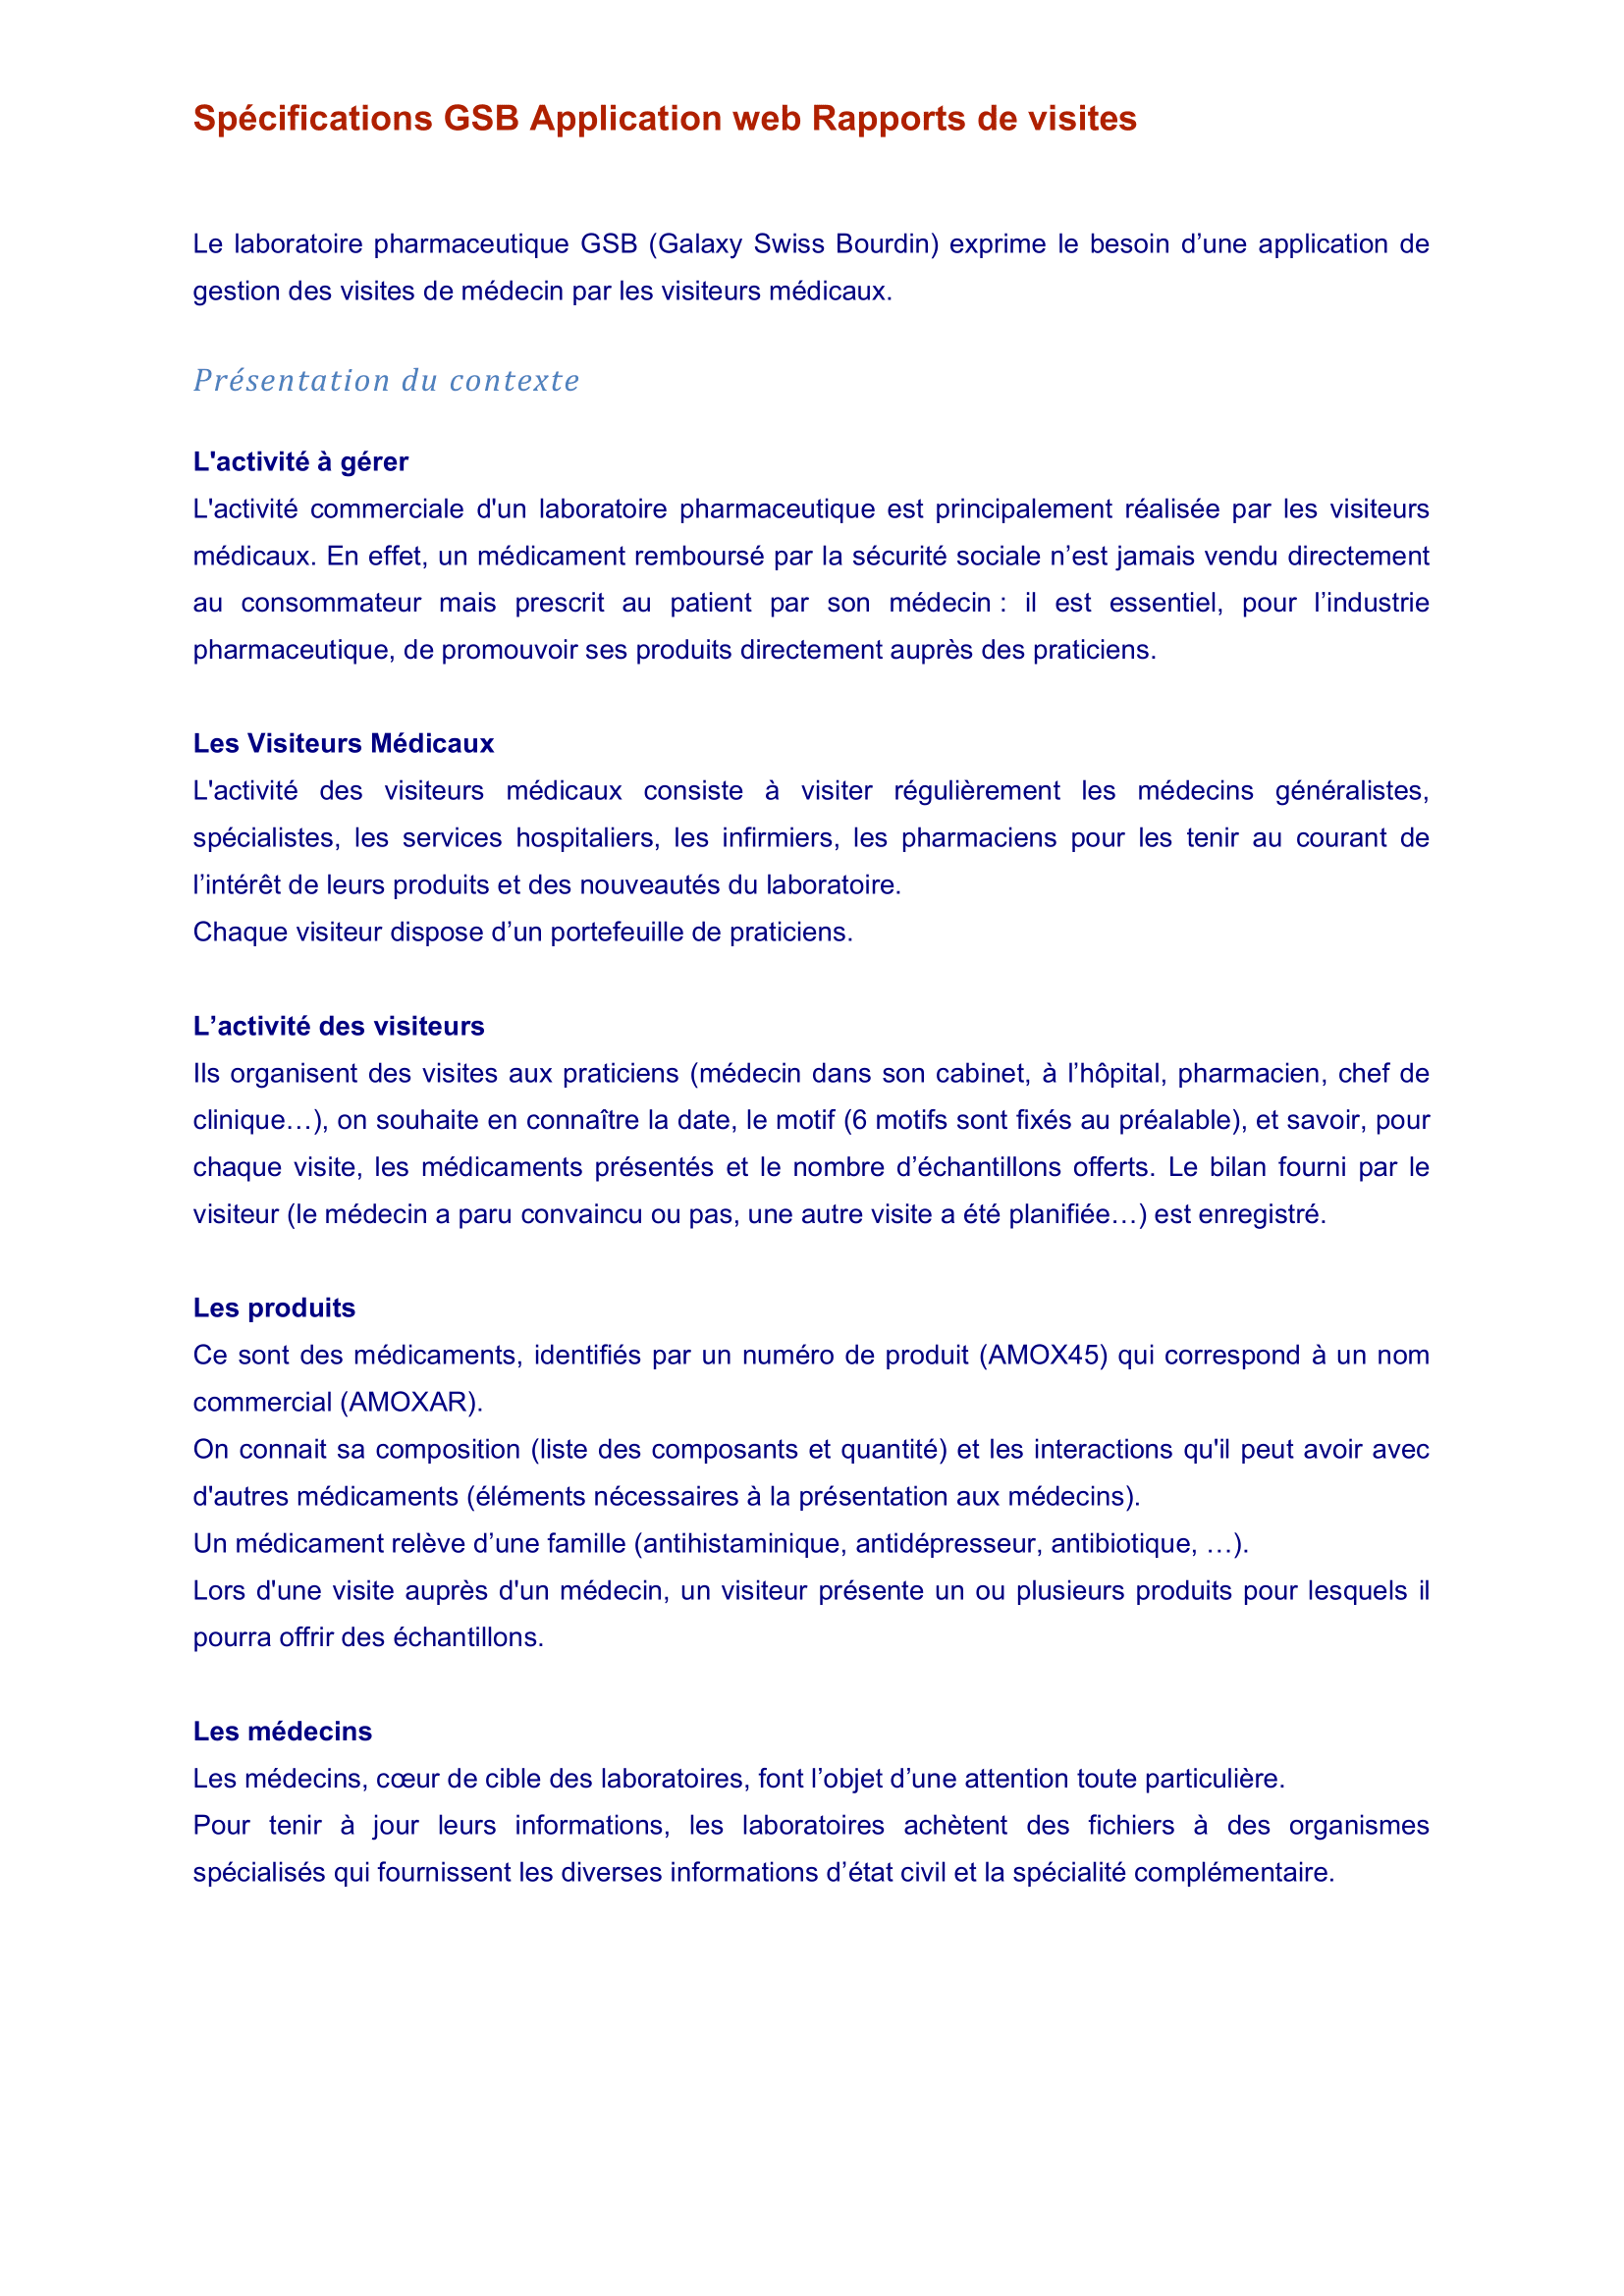 Spécifications GSB Application web Rapports de visites
Le laboratoire pharmaceutique GSB (Galaxy Swiss Bourdin) exprime le besoin d’une application de
gestion des visites de médecin par les visiteurs médicaux.
Présentation du contexte
L'activité à gérer
L'activité commerciale d'un laboratoire pharmaceutique est principalement réalisée par les visiteurs
médicaux. En effet, un médicament remboursé par la sécurité sociale n’est jamais vendu directement
au consommateur mais prescrit au patient par son médecin : il est essentiel, pour l’industrie
pharmaceutique, de promouvoir ses produits directement auprès des praticiens.
Les Visiteurs Médicaux
L'activité des visiteurs médicaux consiste à visiter régulièrement les médecins généralistes,
spécialistes, les services hospitaliers, les infirmiers, les pharmaciens pour les tenir au courant de
l’intérêt de leurs produits et des nouveautés du laboratoire.
Chaque visiteur dispose d’un portefeuille de praticiens.
L’activité des visiteurs
Ils organisent des visites aux praticiens (médecin dans son cabinet, à l’hôpital, pharmacien, chef de
clinique…), on souhaite en connaître la date, le motif (6 motifs sont fixés au préalable), et savoir, pour
chaque visite, les médicaments présentés et le nombre d’échantillons offerts. Le bilan fourni par le
visiteur (le médecin a paru convaincu ou pas, une autre visite a été planifiée…) est enregistré.
Les produits
Ce sont des médicaments, identifiés par un numéro de produit (AMOX45) qui correspond à un nom
commercial (AMOXAR).
On connait sa composition (liste des composants et quantité) et les interactions qu'il peut avoir avec
d'autres médicaments (éléments nécessaires à la présentation aux médecins).
Un médicament relève d’une famille (antihistaminique, antidépresseur, antibiotique, …).
Lors d'une visite auprès d'un médecin, un visiteur présente un ou plusieurs produits pour lesquels il
pourra offrir des échantillons.
Les médecins
Les médecins, cœur de cible des laboratoires, font l’objet d’une attention toute particulière.
Pour tenir à jour leurs informations, les laboratoires achètent des fichiers à des organismes
spécialisés qui fournissent les diverses informations d’état civil et la spécialité complémentaire.